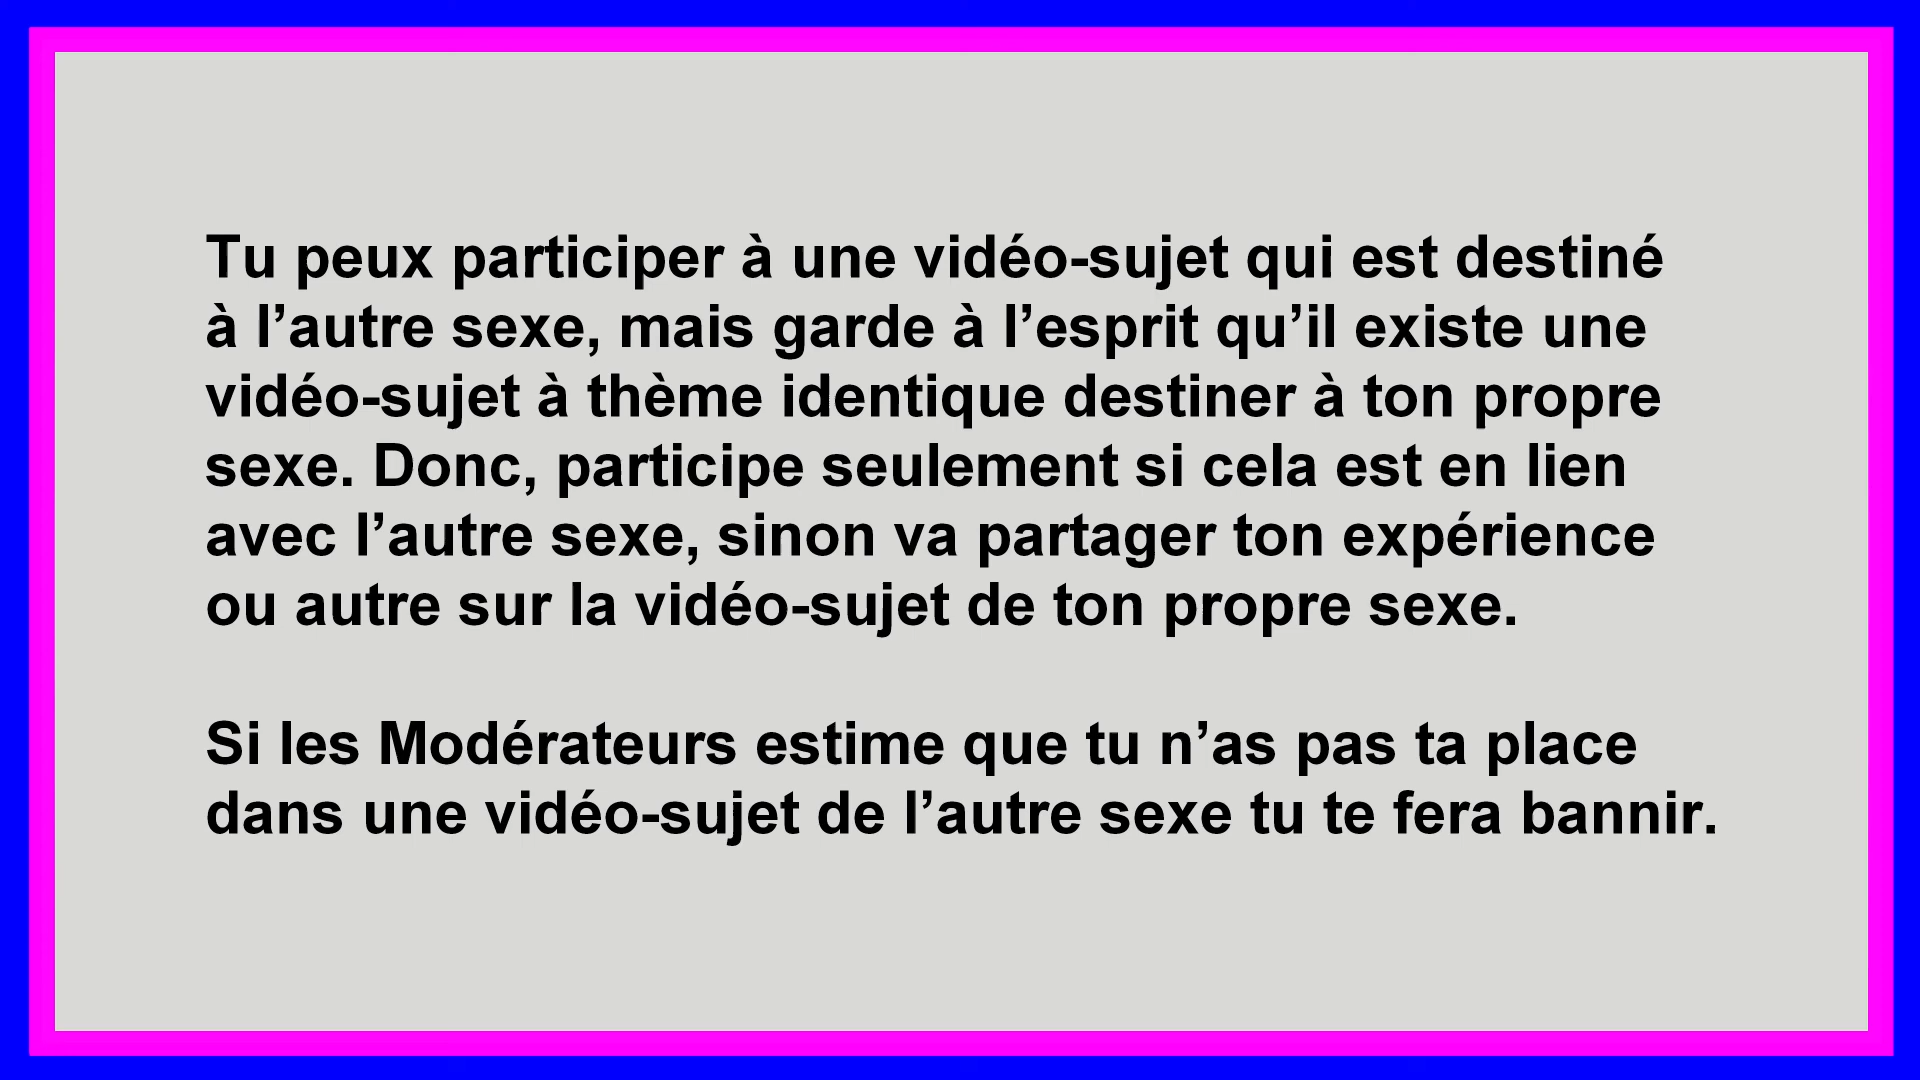 Tu peux participer à une vidéo-sujet qui est destiné
à l’autre sexe, mais garde à l’esprit qu’il existe une
vidéo-sujet à thème identique destiner à ton propre
sexe. Donc, participe seulement si cela est en lien
avec l’autre sexe, sinon va partager ton expérience
ou autre sur la vidéo-sujet de ton propre sexe.
Si les Modérateurs estime que tu n’as pas ta place
dans une vidéo-sujet de l’autre sexe tu te fera bannir.